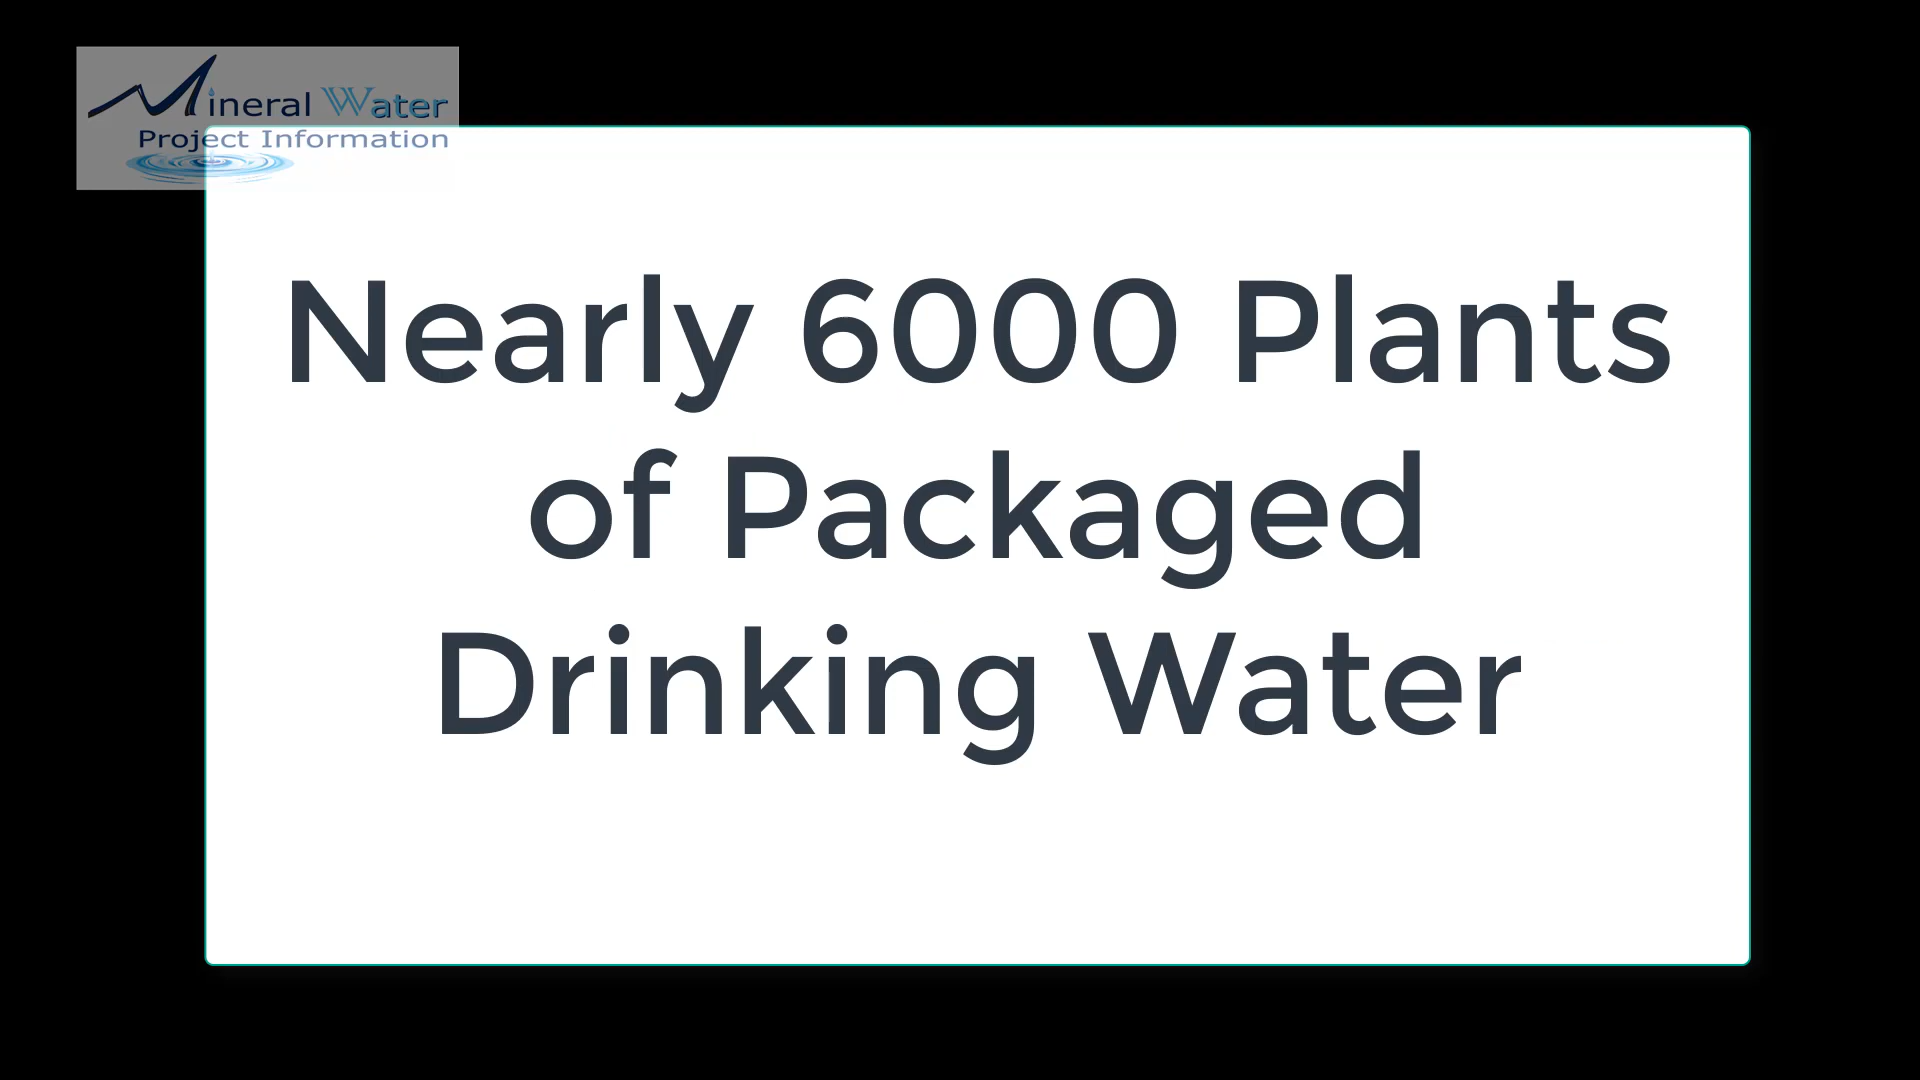 Mineral Water
Project Information
Nearly 6000 Plants
of Packaged
Drinking Water